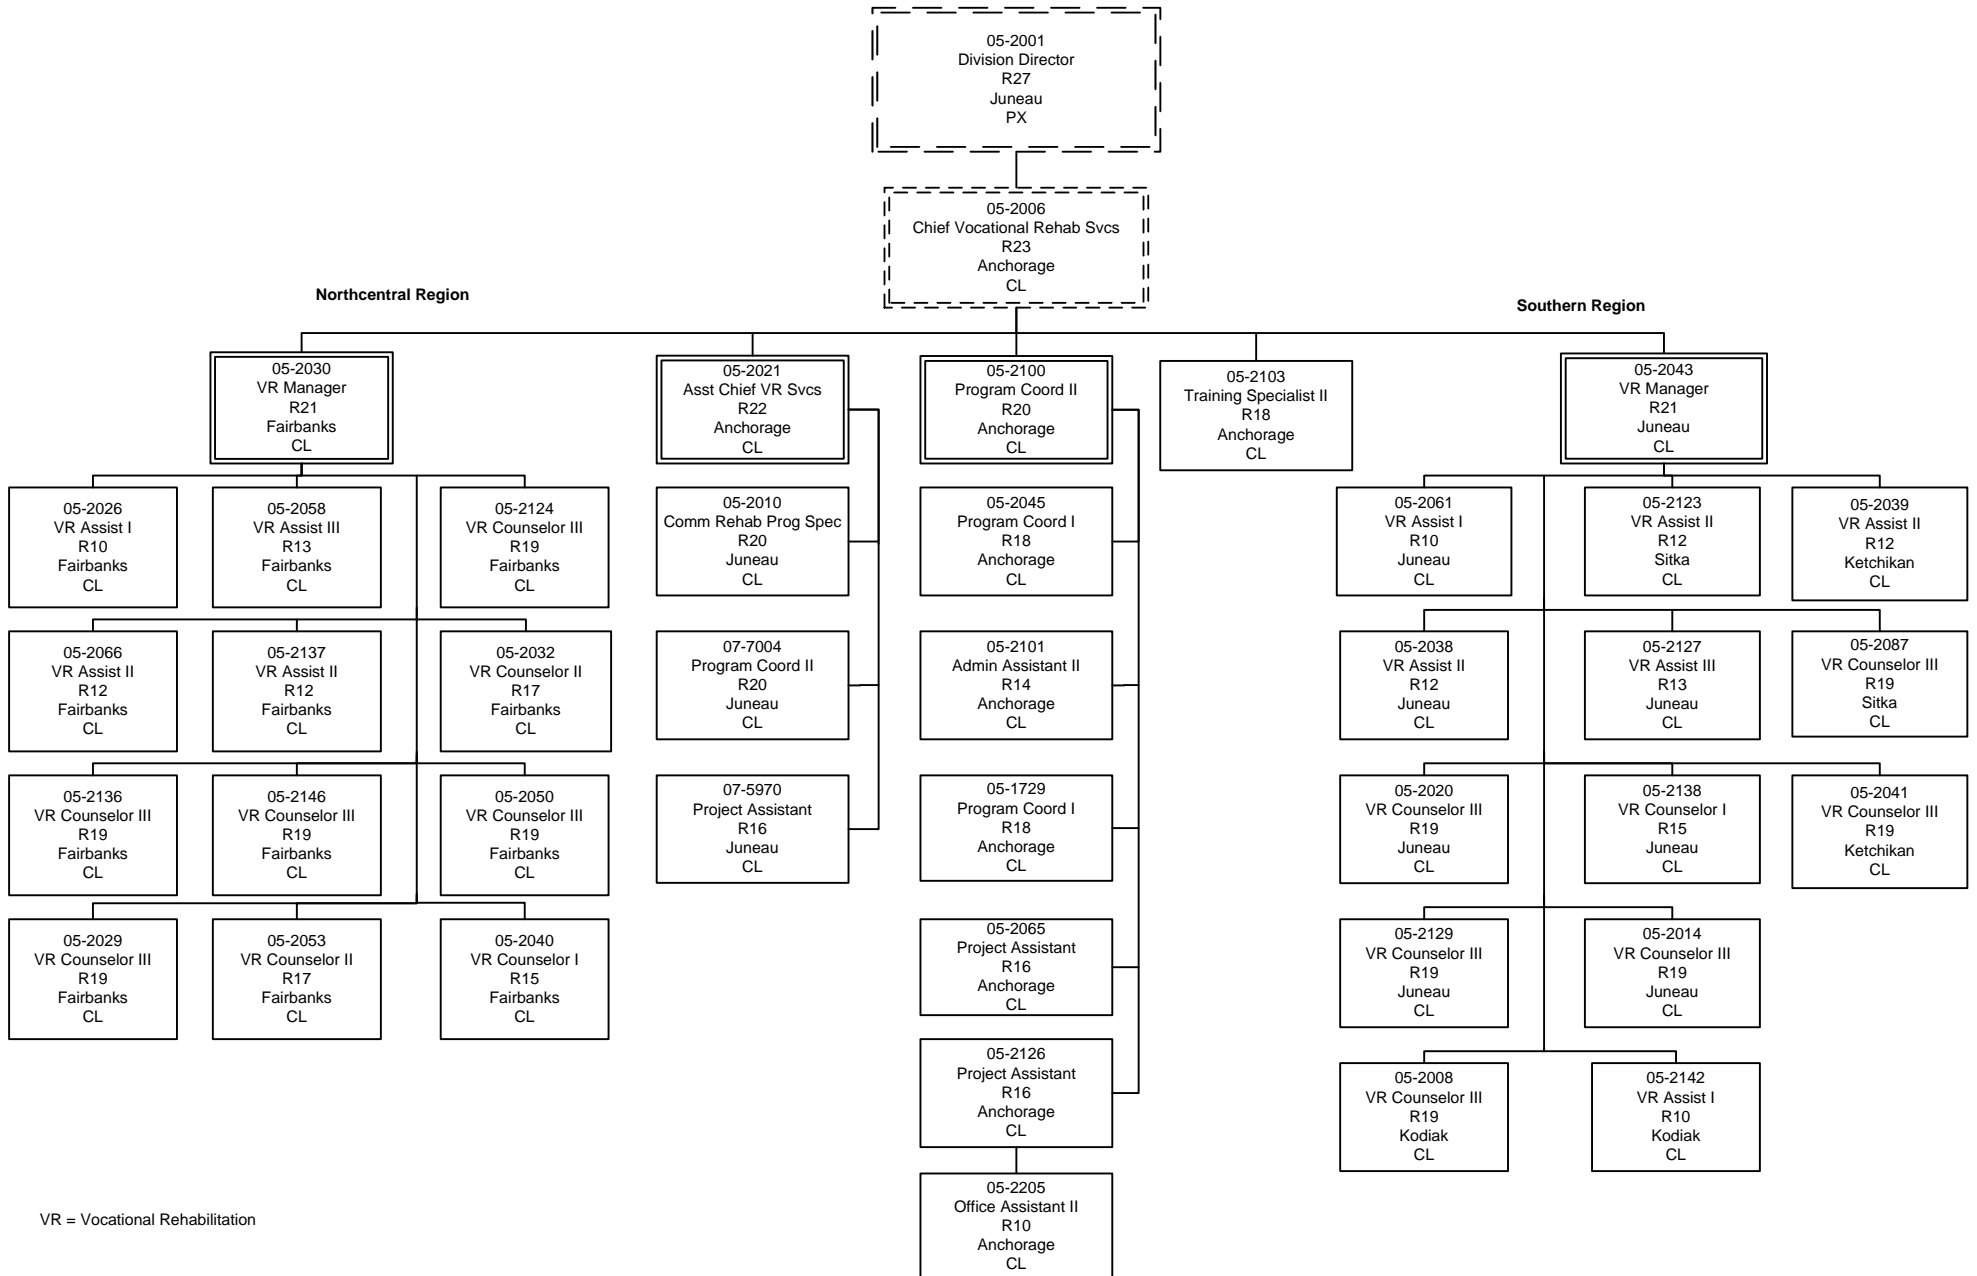 05-2001
Division Director
R27
Juneau
PX
05-2006
Chief Vocational Rehab Svcs
R23
Anchorage
CL
Northcentral Region
Southern Region
05-2030
VR Manager
R21
Fairbanks
CL
05-2021
Asst Chief VR Svcs
R22
Anchorage
CL
05-2100
Program Coord II
R20
Anchorage
CL
05-2103
Training Specialist II
R18
Anchorage
CL
05-2043
VR Manager
R21
Juneau
CL
05-2026
VR Assist I
R10
Fairbanks
CL
05-2058
VR Assist III
R13
Fairbanks
CL
05-2124
VR Counselor III
R19
Fairbanks
CL
05-2010
Comm Rehab Prog Spec
R20
Juneau
CL
05-2045
Program Coord I
R18
Anchorage
CL
05-2061
VR Assist I
R10
Juneau
CL
05-2123
VR Assist II
R12
Sitka
CL
05-2039
VR Assist II
R12
Ketchikan
CL
05-2066
VR Assist II
R12
Fairbanks
CL
05-2137
VR Assist II
R12
Fairbanks
CL
05-2032
VR Counselor II
R17
Fairbanks
CL
07-7004
Program Coord II
R20
Juneau
CL
05-2101
Admin Assistant II
R14
Anchorage
CL
05-2038
VR Assist II
R12
Juneau
CL
05-2127
VR Assist III
R13
Juneau
CL
05-2087
VR Counselor III
R19
Sitka
CL
05-2136
VR Counselor III
R19
Fairbanks
CL
05-2146
VR Counselor III
R19
Fairbanks
CL
05-2050
VR Counselor III
R19
Fairbanks
CL
07-5970
Project Assistant
R16
Juneau
CL
05-1729
Program Coord I
R18
Anchorage
CL
05-2020
VR Counselor III
R19
Juneau
CL
05-2138
VR Counselor I
R15
Juneau
CL
05-2041
VR Counselor III
R19
Ketchikan
CL
05-2029
VR Counselor III
R19
Fairbanks
CL
05-2053
VR Counselor II
R17
Fairbanks
CL
05-2040
VR Counselor I
R15
Fairbanks
CL
05-2065
Project Assistant
R16
Anchorage
CL
05-2129
VR Counselor III
R19
Juneau
CL
05-2014
VR Counselor III
R19
Juneau
CL
05-2126
Project Assistant
R16
Anchorage
CL
05-2008
VR Counselor III
R19
Kodiak
CL
05-2142
VR Assist I
R10
Kodiak
CL
05-2205
Office Assistant II
R10
Anchorage
CL
VR = Vocational Rehabilitation